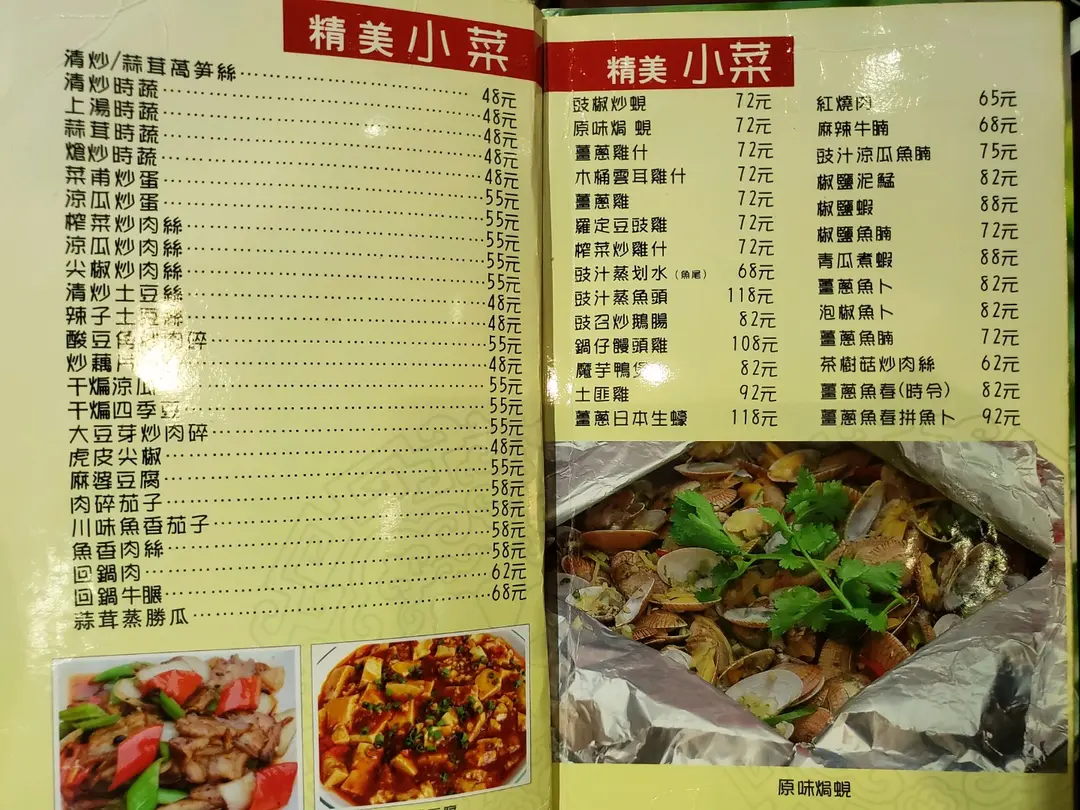 精美小菜
清炒/蒜茸萵笋絲 48元
清炒時蔬 48元
上湯時蔬 48元
蒜茸時蔬 48元
熗炒時蔬 48元
菜甫炒蛋 55元
涼瓜炒蛋 55元
榨菜炒肉絲 55元
涼瓜炒肉絲 55元
尖椒炒肉絲 55元
清炒土豆絲 48元
辣子土豆絲 48元
酸豆角炒肉碎 55元
炒藕片 48元
干煸涼瓜 55元
干煸四季豆 55元
大豆芽炒肉碎 55元
虎皮尖椒 48元
麻婆豆腐 55元
肉碎茄子 58元
川味魚香茄子 58元
魚香肉絲 58元
回鍋肉 58元
回鍋牛腒 62元
蒜茸蒸勝瓜 68元
精美小菜
豉椒炒蜆 72元
原味焗 蜆 72元
薑蔥雞什 72元
木桶雲耳雞什 72元
薑蔥雞 72元
羅定豆豉雞 72元
榨菜炒雞什 72元
豉汁蒸划水(魚尾) 68元
豉汁蒸魚頭 118元
豉召炒鵝腸 82元
鍋仔饅頭雞 108元
魔芋鴨煲 82元
土匪雞 92元
薑蔥日本生蠔 118元
紅燒肉 65元
麻辣牛腩 68元
豉汁涼瓜魚腩 75元
椒鹽泥鯭 82元
椒鹽蝦 88元
椒鹽魚腩 72元
青瓜煮蝦 88元
薑蔥魚卜 82元
泡椒魚卜 82元
薑蔥魚腩 72元
茶樹菇炒肉絲 62元
薑蔥魚春(時令) 82元
薑蔥魚春拼魚卜 92元
原味焗蜆